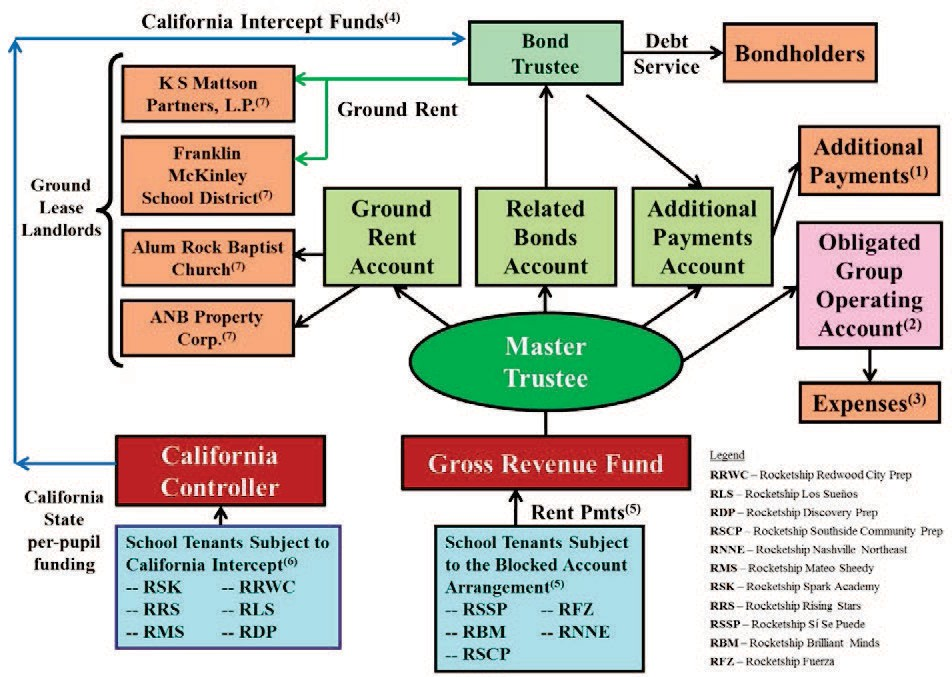 California Intercept Funds(4)
Bond
Trustee
Debt
Service
Bondholders
K S Mattson
Partners, L.P.(7)
Ground Rent
Franklin
McKinley
School District(7)
Ground
Lease
Landlords
Alum Rock Baptist
Church(7)
ANB Property
Corp.(7)
Ground
Rent
Account
Related
Bonds
Account
Additional
Payments
Account
Additional
Payments(1)
Obligated
Group
Operating
Account(2)
Expenses(3)
Master
Trustee
California
Controller
Gross Revenue Fund
California
State
per-pupil
funding
Rent Pmts(5)
School Tenants Subject to
California Intercept(6)
-- RSK -- RRWC
-- RRS -- RLS
-- RMS -- RDP
School Tenants Subject
to the Blocked Account
Arrangement(5)
-- RSSP -- RFZ
-- RBM -- RNNE
-- RSCP
Legend
RRWC – Rocketship Redwood City Prep
RLS – Rocketship Los Sueños
RDP – Rocketship Discovery Prep
RSCP – Rocketship Southside Community Prep
RNNE – Rocketship Nashville Northeast
RMS – Rocketship Mateo Sheedy
RSK – Rocketship Spark Academy
RRS – Rocketship Rising Stars
RSSP – Rocketship Sí Se Puede
RBM – Rocketship Brilliant Minds
RFZ – Rocketship Fuerza